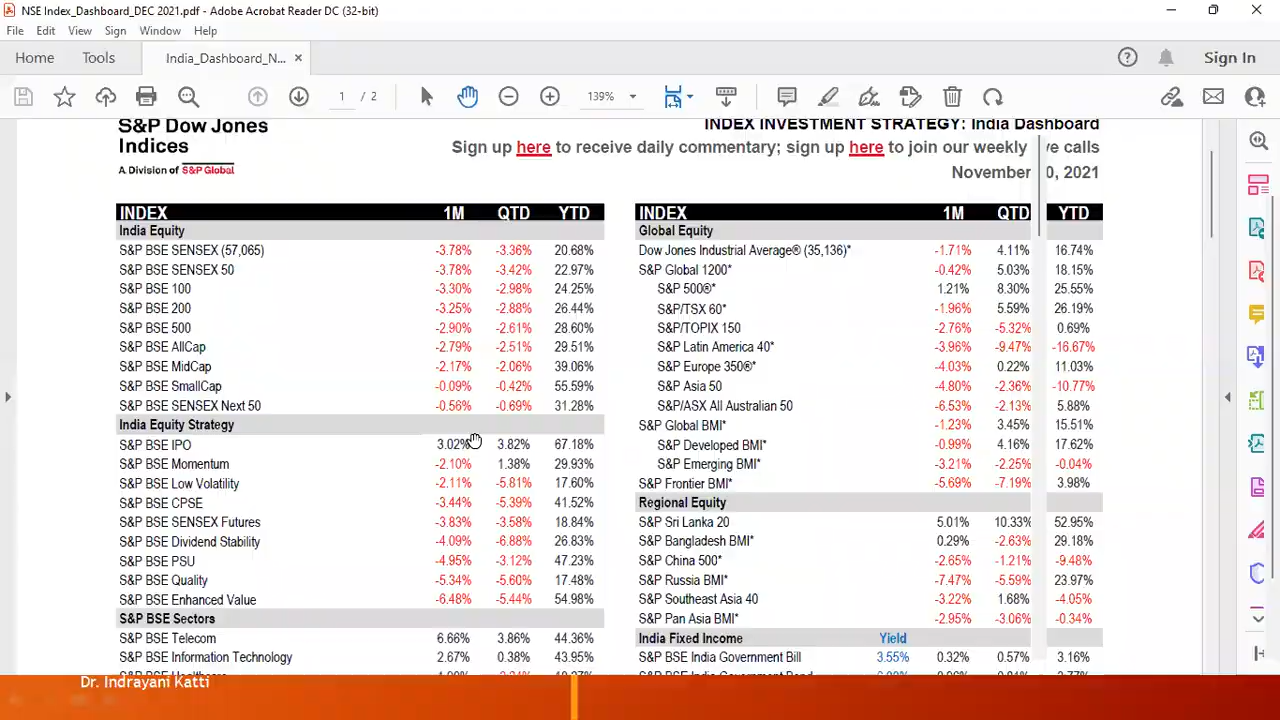 NSE Index_Dashboard_DEC 2021.pdf - Adobe Acrobat Reader DC (32-bit)
File Edit View Sign Window Help
Home Tools India_Dashboard_N... × Sign In
1 / 2 139%
S&P Dow Jones
Indices
A Division of S&P Global
INDEX INVESTMENT STRATEGY: India Dashboard
Sign up here to receive daily commentary; sign up here to join our weekly ve calls
November 0, 2021
INDEX 1M QTD YTD
India Equity
S&P BSE SENSEX (57,065) -3.78% -3.36% 20.68%
S&P BSE SENSEX 50 -3.78% -3.42% 22.97%
S&P BSE 100 -3.30% -2.98% 24.25%
S&P BSE 200 -3.25% -2.88% 26.44%
S&P BSE 500 -2.90% -2.61% 28.60%
S&P BSE AllCap -2.79% -2.51% 29.51%
S&P BSE MidCap -2.17% -2.06% 39.06%
S&P BSE SmallCap -0.09% -0.42% 55.59%
S&P BSE SENSEX Next 50 -0.56% -0.69% 31.28%
India Equity Strategy
S&P BSE IPO 3.02% 3.82% 67.18%
S&P BSE Momentum -2.10% 1.38% 29.93%
S&P BSE Low Volatility -2.11% -5.81% 17.60%
S&P BSE CPSE -3.44% -5.39% 41.52%
S&P BSE SENSEX Futures -3.83% -3.58% 18.84%
S&P BSE Dividend Stability -4.09% -6.88% 26.83%
S&P BSE PSU -4.95% -3.12% 47.23%
S&P BSE Quality -5.34% -5.60% 17.48%
S&P BSE Enhanced Value -6.48% -5.44% 54.98%
S&P BSE Sectors
S&P BSE Telecom 6.66% 3.86% 44.36%
S&P BSE Information Technology 2.67% 0.38% 43.95%
INDEX 1M QTD YTD
Global Equity
Dow Jones Industrial Average® (35,136)* -1.71% 4.11% 16.74%
S&P Global 1200* -0.42% 5.03% 18.15%
S&P 500®* 1.21% 8.30% 25.55%
S&P/TSX 60* -1.96% 5.59% 26.19%
S&P/TOPIX 150 -2.76% -5.32% 0.69%
S&P Latin America 40* -3.96% -9.47% -16.67%
S&P Europe 350®* -4.03% 0.22% 11.03%
S&P Asia 50 -4.80% -2.36% -10.77%
S&P/ASX All Australian 50 -6.53% -2.13% 5.88%
S&P Global BMI* -1.23% 3.45% 15.51%
S&P Developed BMI* -0.99% 4.16% 17.62%
S&P Emerging BMI* -3.21% -2.25% -0.04%
S&P Frontier BMI* -5.69% -7.19% 3.98%
Regional Equity
S&P Sri Lanka 20 5.01% 10.33% 52.95%
S&P Bangladesh BMI* 0.29% -2.63% 29.18%
S&P China 500* -2.65% -1.21% -9.48%
S&P Russia BMI* -7.47% -5.59% 23.97%
S&P Southeast Asia 40 -3.22% 1.68% -4.05%
S&P Pan Asia BMI* -2.95% -3.06% -0.34%
India Fixed Income Yield
S&P BSE India Government Bill 3.55% 0.32% 0.57% 3.16%
Dr. Indrayani Katti